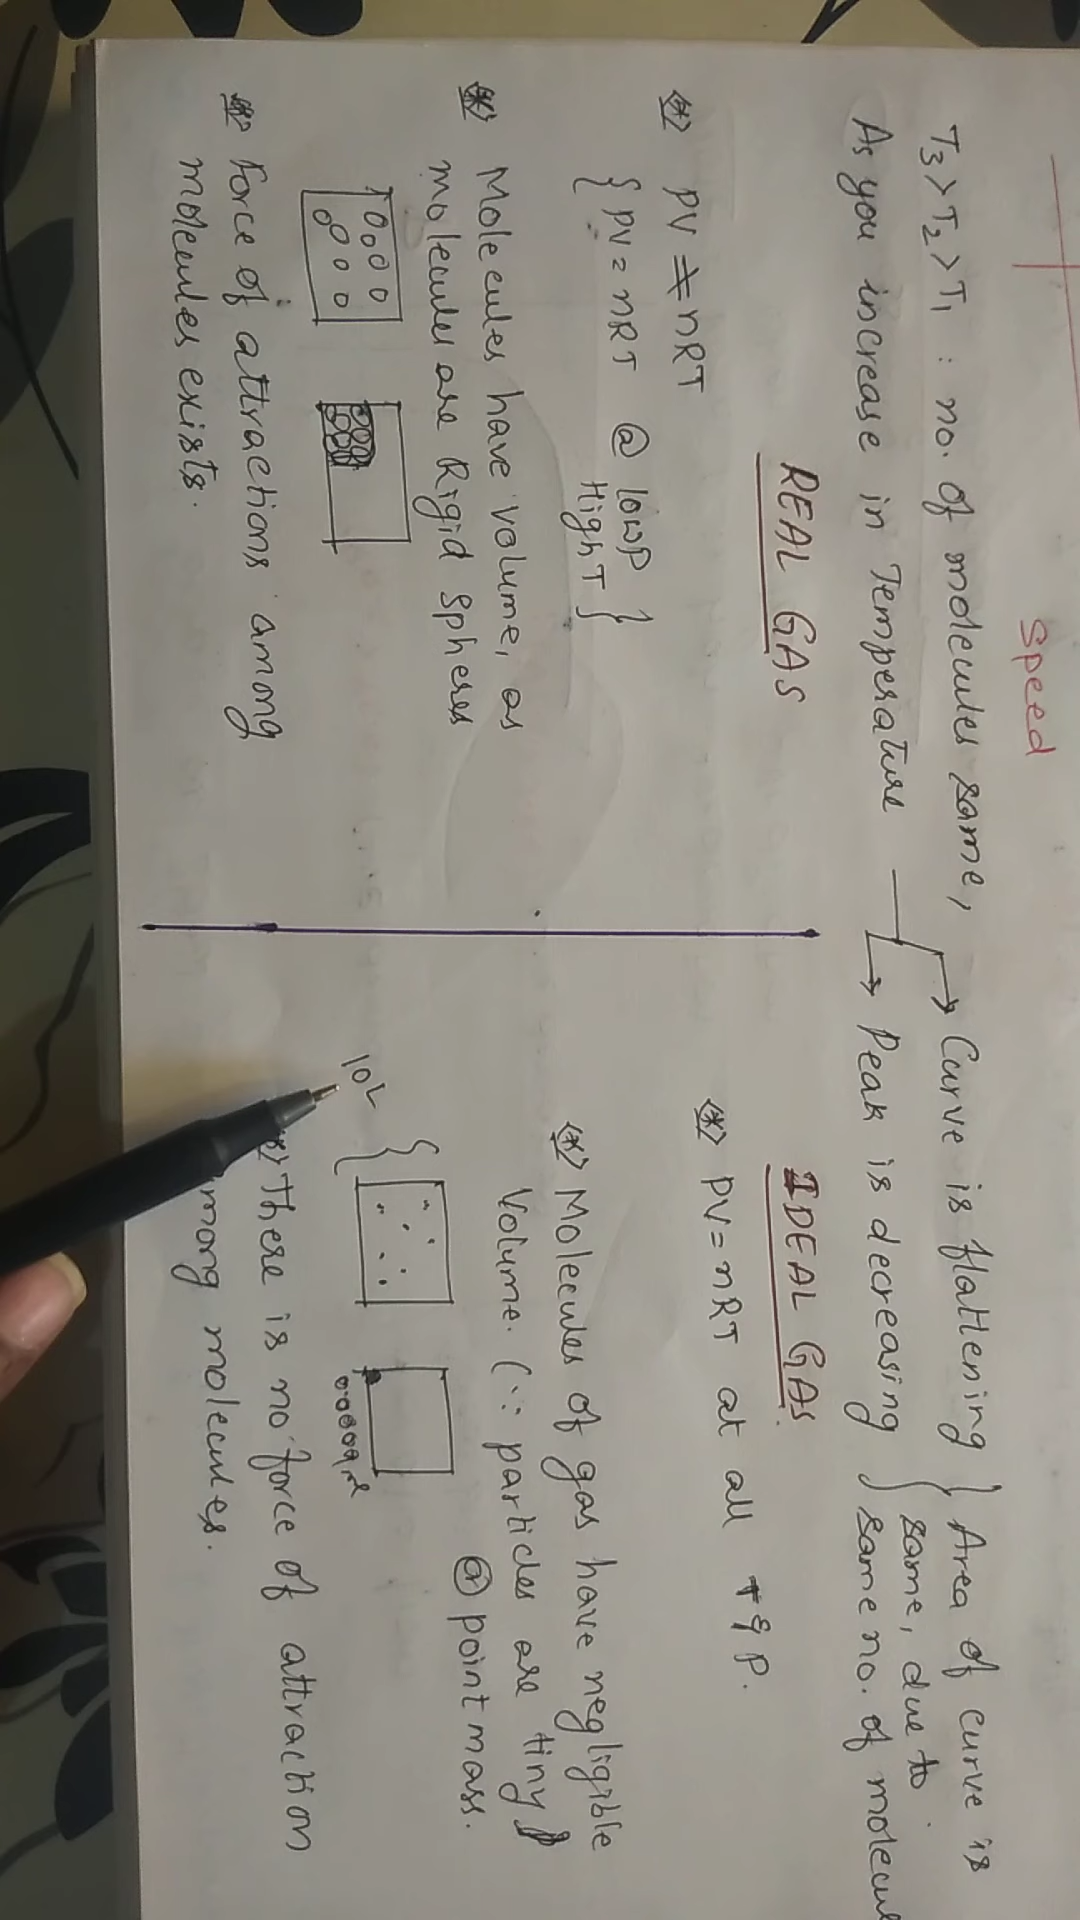 Speed
T3 > T2 > T1 : no. of molecules same,
As you increase in Temperature
Curve is flattening
Peak is decreasing
Area of curve is
same, due to
same no. of molecul
REAL GAS
PV ≠ nRT
{ PV = nRT @ low P
High T }
Molecules have volume, as
molecules are Rigid spheres
force of attractions among
molecules exists.
IDEAL GAS
PV = nRT at all T & P.
Molecules of gas have negligible
Volume. (∵ particles are tiny
or point mass.
10L
There is no force of attraction
mong molecules.